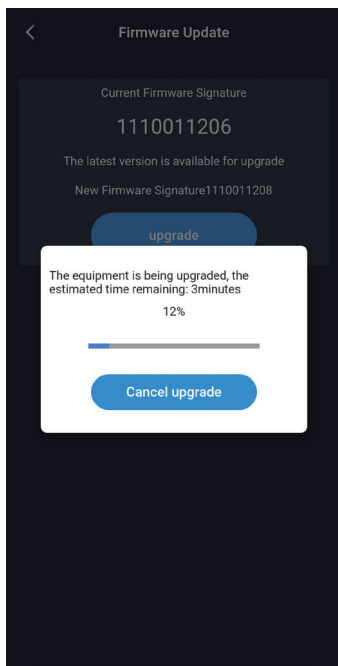 Firmware Update
Current Firmware Signature
1110011206
The latest version is available for upgrade
New Firmware Signature1110011208
upgrade
The equipment is being upgraded, the
estimated time remaining: 3minutes
12%
Cancel upgrade